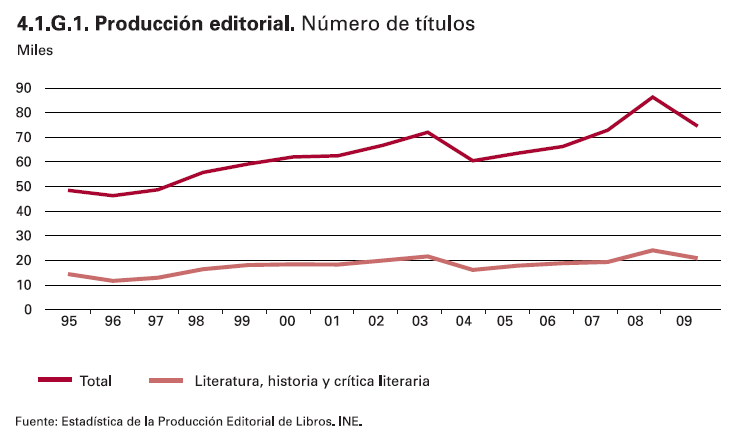 4.1.G.1. Producción editorial. Número de títulos
Miles
90
80
70
60
50
40
30
20
10
0
95 96 97 98 99 00 01 02 03 04 05 06 07 08 09
Total Literatura, historia y crítica literaria
Fuente: Estadística de la Producción Editorial de Libros. INE.